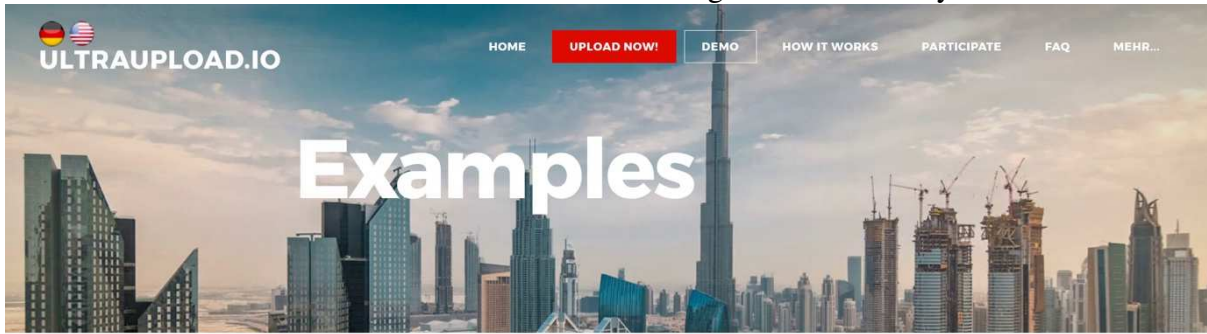 HOME
UPLOAD NOW!
DEMO
HOW IT WORKS
PARTICIPATE
FAQ
MEHR...
ULTRAUPLOAD.IO
Examples